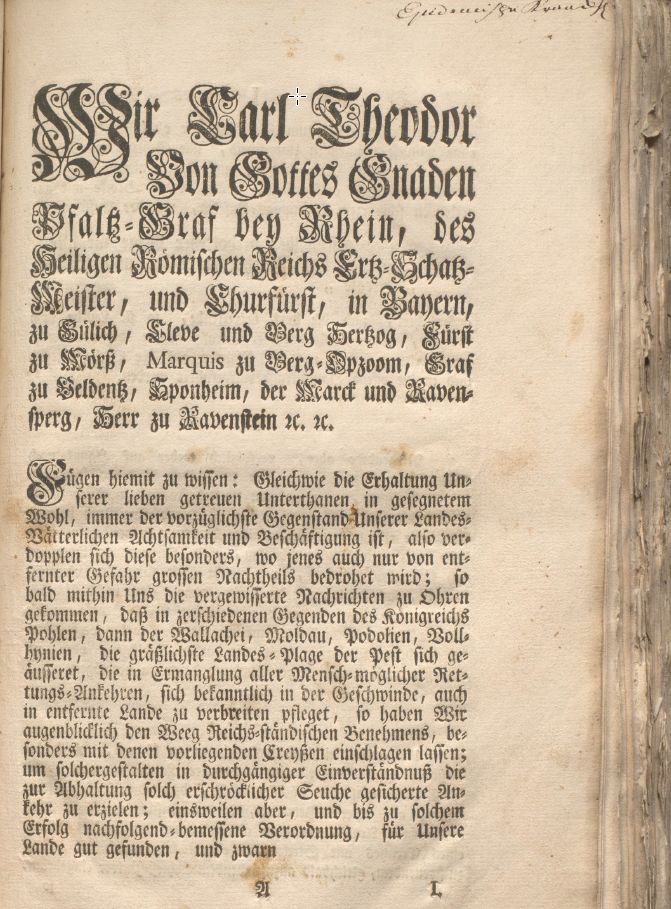 Epidemische Kranckh
Wir Carl Theodor
Von Gottes Gnaden
Pfaltz-Graf bey Rhein, des
Heiligen Römischen Reichs Ertz-Schatz-
Meister, und Churfürst, in Bayern,
zu Gülich, Cleve und Berg Hertzog, Fürst
zu Mörß, Marquis zu Berg-Opzoom, Graf
zu Veldentz, Sponheim, der Marck und Raven-
sperg, Herr zu Ravenstein ꝛc. ꝛc.
Fügen hiemit zu wissen: Gleichwie die Erhaltung Un-
serer lieben getreuen Unterthanen in gesegnetem
Wohl, immer der vorzüglichste Gegenstand Unserer Landes-
Vätterlichen Achtsamkeit und Beschäftigung ist, also ver-
dopplen sich diese besonders, wo jenes auch nur von ent-
fernter Gefahr grossen Nachtheils bedrohet wird; so
bald mithin Uns die vergewisserte Nachrichten zu Ohren
gekommen, daß in zerschiedenen Gegenden des Königreichs
Pohlen, dann der Wallachei, Moldau, Podolien, Voll-
hynien, die gräßlichste Landes-Plage der Pest sich ge-
äusseret, die in Ermanglung aller Mensch-möglicher Ret-
tungs-Ankehren, sich bekanntlich in der Geschwinde, auch
in entfernte Lande zu verbreiten pfleget, so haben Wir
augenblicklich den Weeg Reichs-ständischen Benehmens, be-
sonders mit denen vorliegenden Creyßen einschlagen lassen;
um solchergestalten in durchgängiger Einverständnuß die
zur Abhaltung solch erschröcklicher Seuche gesicherte An-
kehr zu erzielen; einsweilen aber, und bis zu solchem
Erfolg nachfolgend-bemessene Verordnung, für Unsere
Lande gut gefunden, und zwarn
A I.